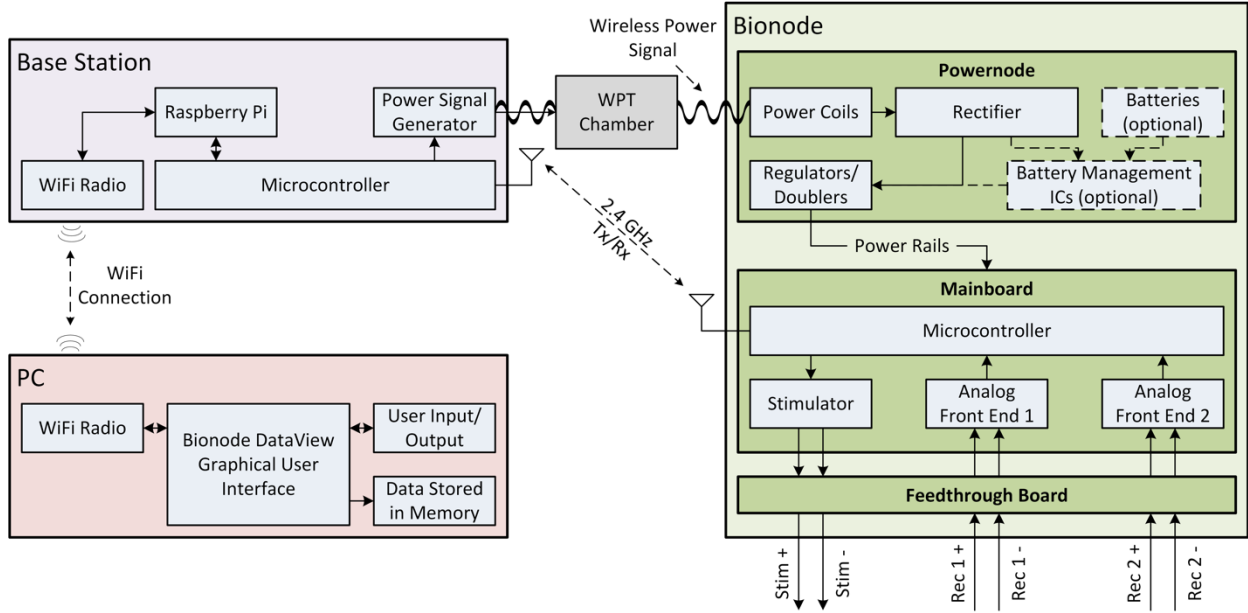 Base Station
Raspberry Pi
Power Signal
Generator
WiFi Radio
Microcontroller
WiFi
Connection
PC
WiFi Radio
Bionode DataView
Graphical User
Interface
User Input/
Output
Data Stored
in Memory
Wireless Power
Signal
WPT
Chamber
2.4 GHz
Tx/Rx
Bionode
Powernode
Power Coils
Rectifier
Batteries
(optional)
Regulators/
Doublers
Battery Management
ICs (optional)
Power Rails
Mainboard
Microcontroller
Stimulator
Analog
Front End 1
Analog
Front End 2
Feedthrough Board
Stim +
Stim -
Rec 1 +
Rec 1 -
Rec 2 +
Rec 2 -